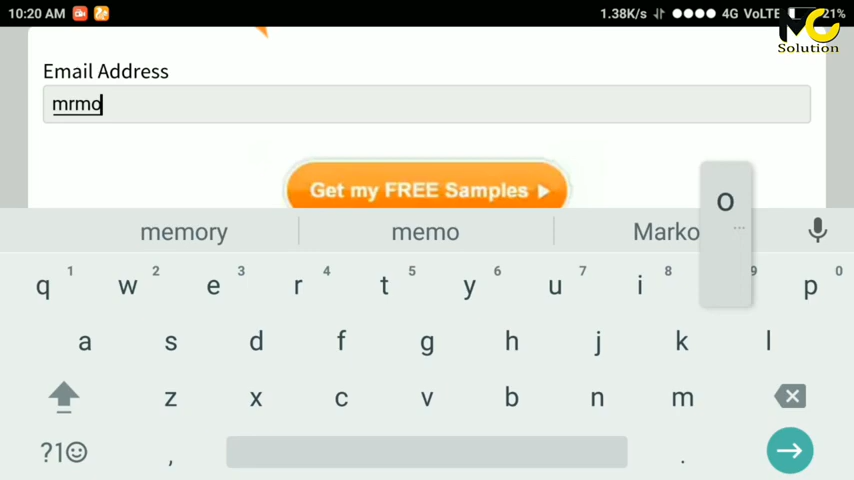 10:20 AM 1.38K/s 4G VoLTE 21%
MC
Solution
Email Address
mrmo
Get my FREE Samples
memory memo Marko
o
...
1 2 3 4 5 6 7 8 9 0
q w e r t y u i p
a s d f g h j k l
z x c v b n m
?1☺ , .